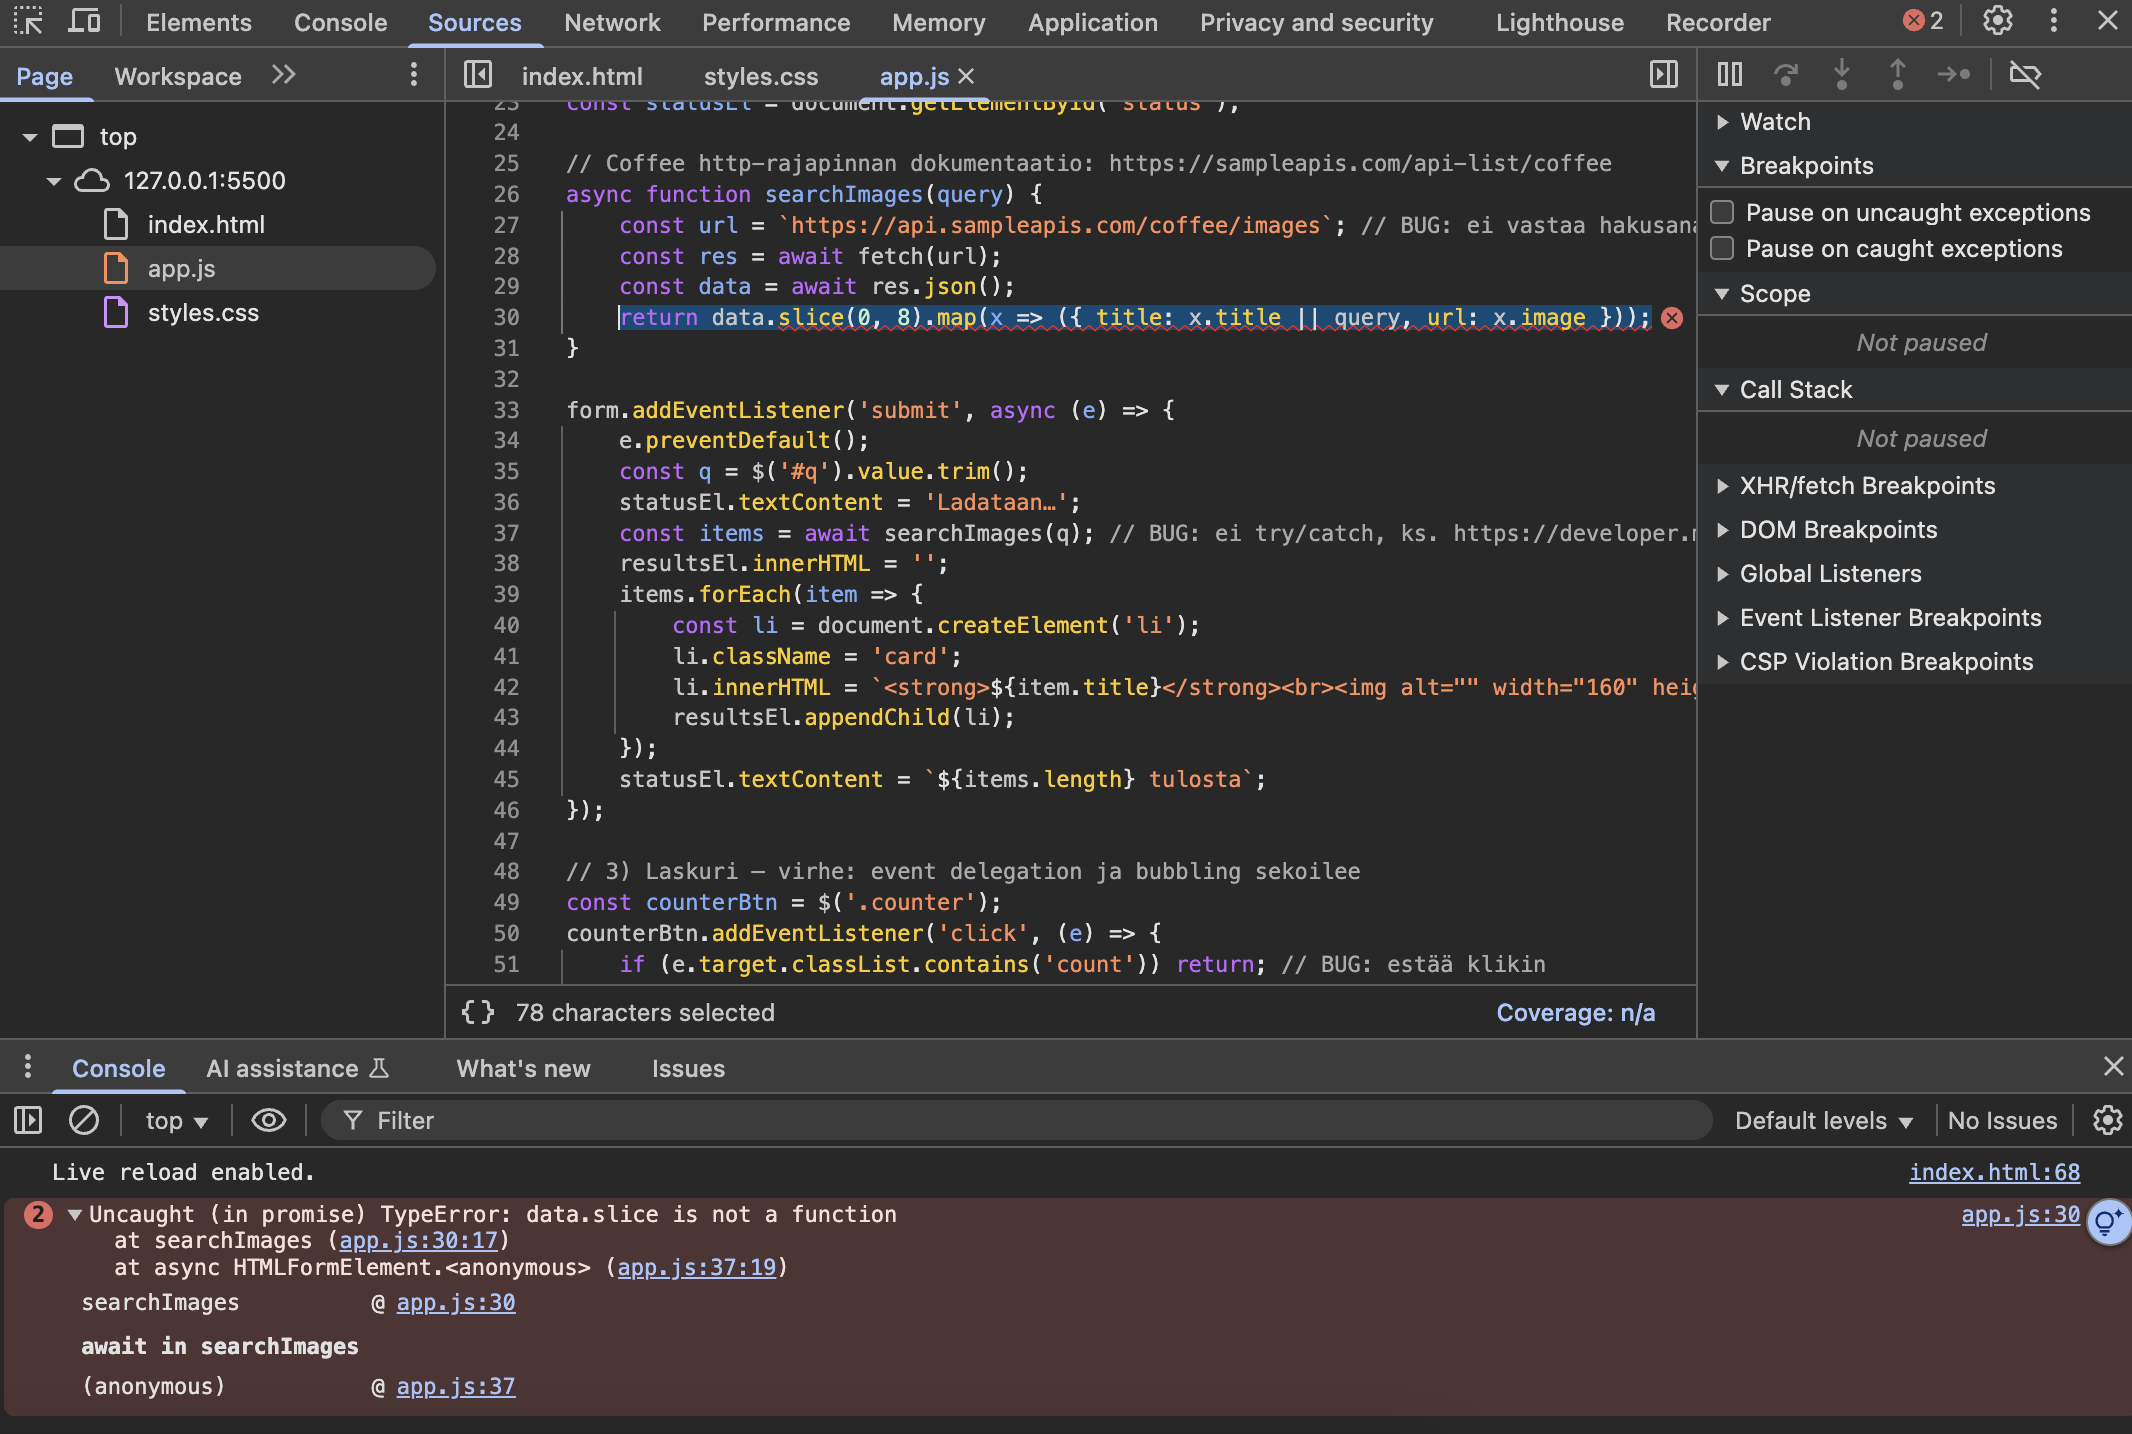 Elements Console Sources Network Performance Memory Application Privacy and security Lighthouse Recorder 2
Page Workspace
index.html styles.css app.js
top
127.0.0.1:5500
index.html
app.js
styles.css
23 const statusEl = document.getElementById('status');
24
25 // Coffee http-rajapinnan dokumentaatio: https://sampleapis.com/api-list/coffee
26 async function searchImages(query) {
27 const url = `https://api.sampleapis.com/coffee/images`; // BUG: ei vastaa hakusana
28 const res = await fetch(url);
29 const data = await res.json();
30 return data.slice(0, 8).map(x => ({ title: x.title || query, url: x.image }));
31 }
32
33 form.addEventListener('submit', async (e) => {
34 e.preventDefault();
35 const q = $('#q').value.trim();
36 statusEl.textContent = 'Ladataan…';
37 const items = await searchImages(q); // BUG: ei try/catch, ks. https://developer.
38 resultsEl.innerHTML = '';
39 items.forEach(item => {
40 const li = document.createElement('li');
41 li.className = 'card';
42 li.innerHTML = `<strong>${item.title}</strong><br><img alt="" width="160" heig
43 resultsEl.appendChild(li);
44 });
45 statusEl.textContent = `${items.length} tulosta`;
46 });
47
48 // 3) Laskuri – virhe: event delegation ja bubbling sekoilee
49 const counterBtn = $('.counter');
50 counterBtn.addEventListener('click', (e) => {
51 if (e.target.classList.contains('count')) return; // BUG: estää klikin
{ } 78 characters selected Coverage: n/a
Watch
Breakpoints
Pause on uncaught exceptions
Pause on caught exceptions
Scope
Not paused
Call Stack
Not paused
XHR/fetch Breakpoints
DOM Breakpoints
Global Listeners
Event Listener Breakpoints
CSP Violation Breakpoints
Console AI assistance What's new Issues
top Filter Default levels No Issues
Live reload enabled. index.html:68
2 Uncaught (in promise) TypeError: data.slice is not a function app.js:30
at searchImages (app.js:30:17)
at async HTMLFormElement.<anonymous> (app.js:37:19)
searchImages @ app.js:30
await in searchImages
(anonymous) @ app.js:37